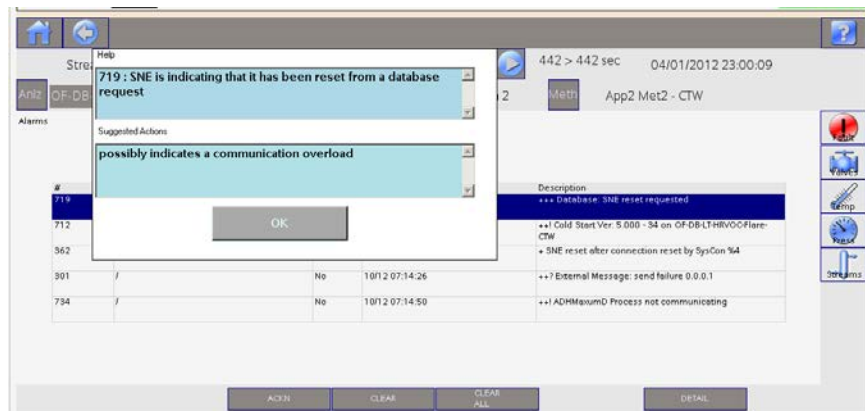 Stre
442 > 442 sec
04/01/2012 23:00:09
Anlz
OF-DB
2
Meth
App2 Met2 - CTW
Alarms
Help
719 : SNE is indicating that it has been reset from a database
request
Suggested Actions
possibly indicates a communication overload
OK
#
Description
719
+++ Database: SNE reset requested
712
++! Cold Start Ver: 5.000 - 34 on OF-DB-LT-HRVOC-Flare-
CTW
362
+ SNE reset after connection reset by SysCon %4
301 / No 10/12 07:14:26 ++? External Message: send failure 0.0.0.1
734 / No 10/12 07:14:50 ++! ADHMaxumD Process not communicating
Fault
Valves
Temp
Press
Streams
ACKN
CLEAR
CLEAR
ALL
DETAIL